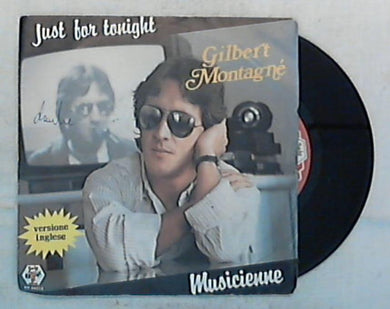 Just for tonight
Gilbert
Montagné
versione
inglese
Musicienne